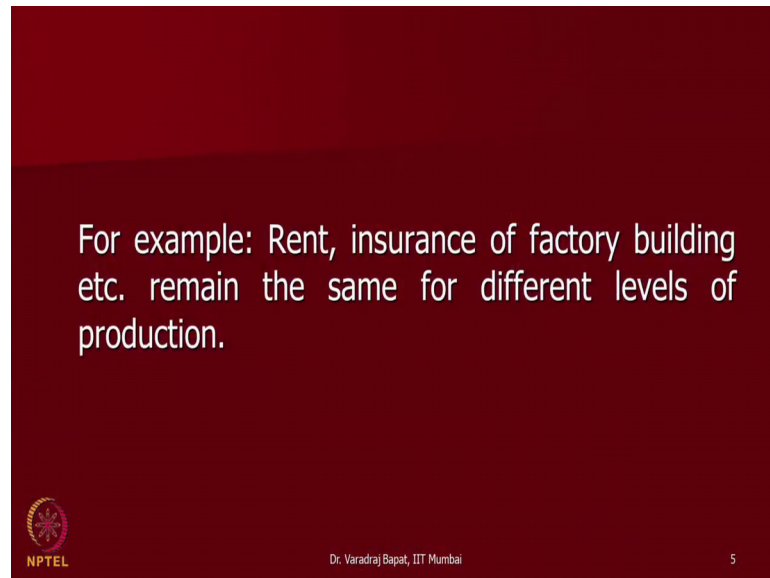 For example: Rent, insurance of factory building
etc. remain the same for different levels of
production.
NPTEL
Dr. Varadraj Bapat, IIT Mumbai
5